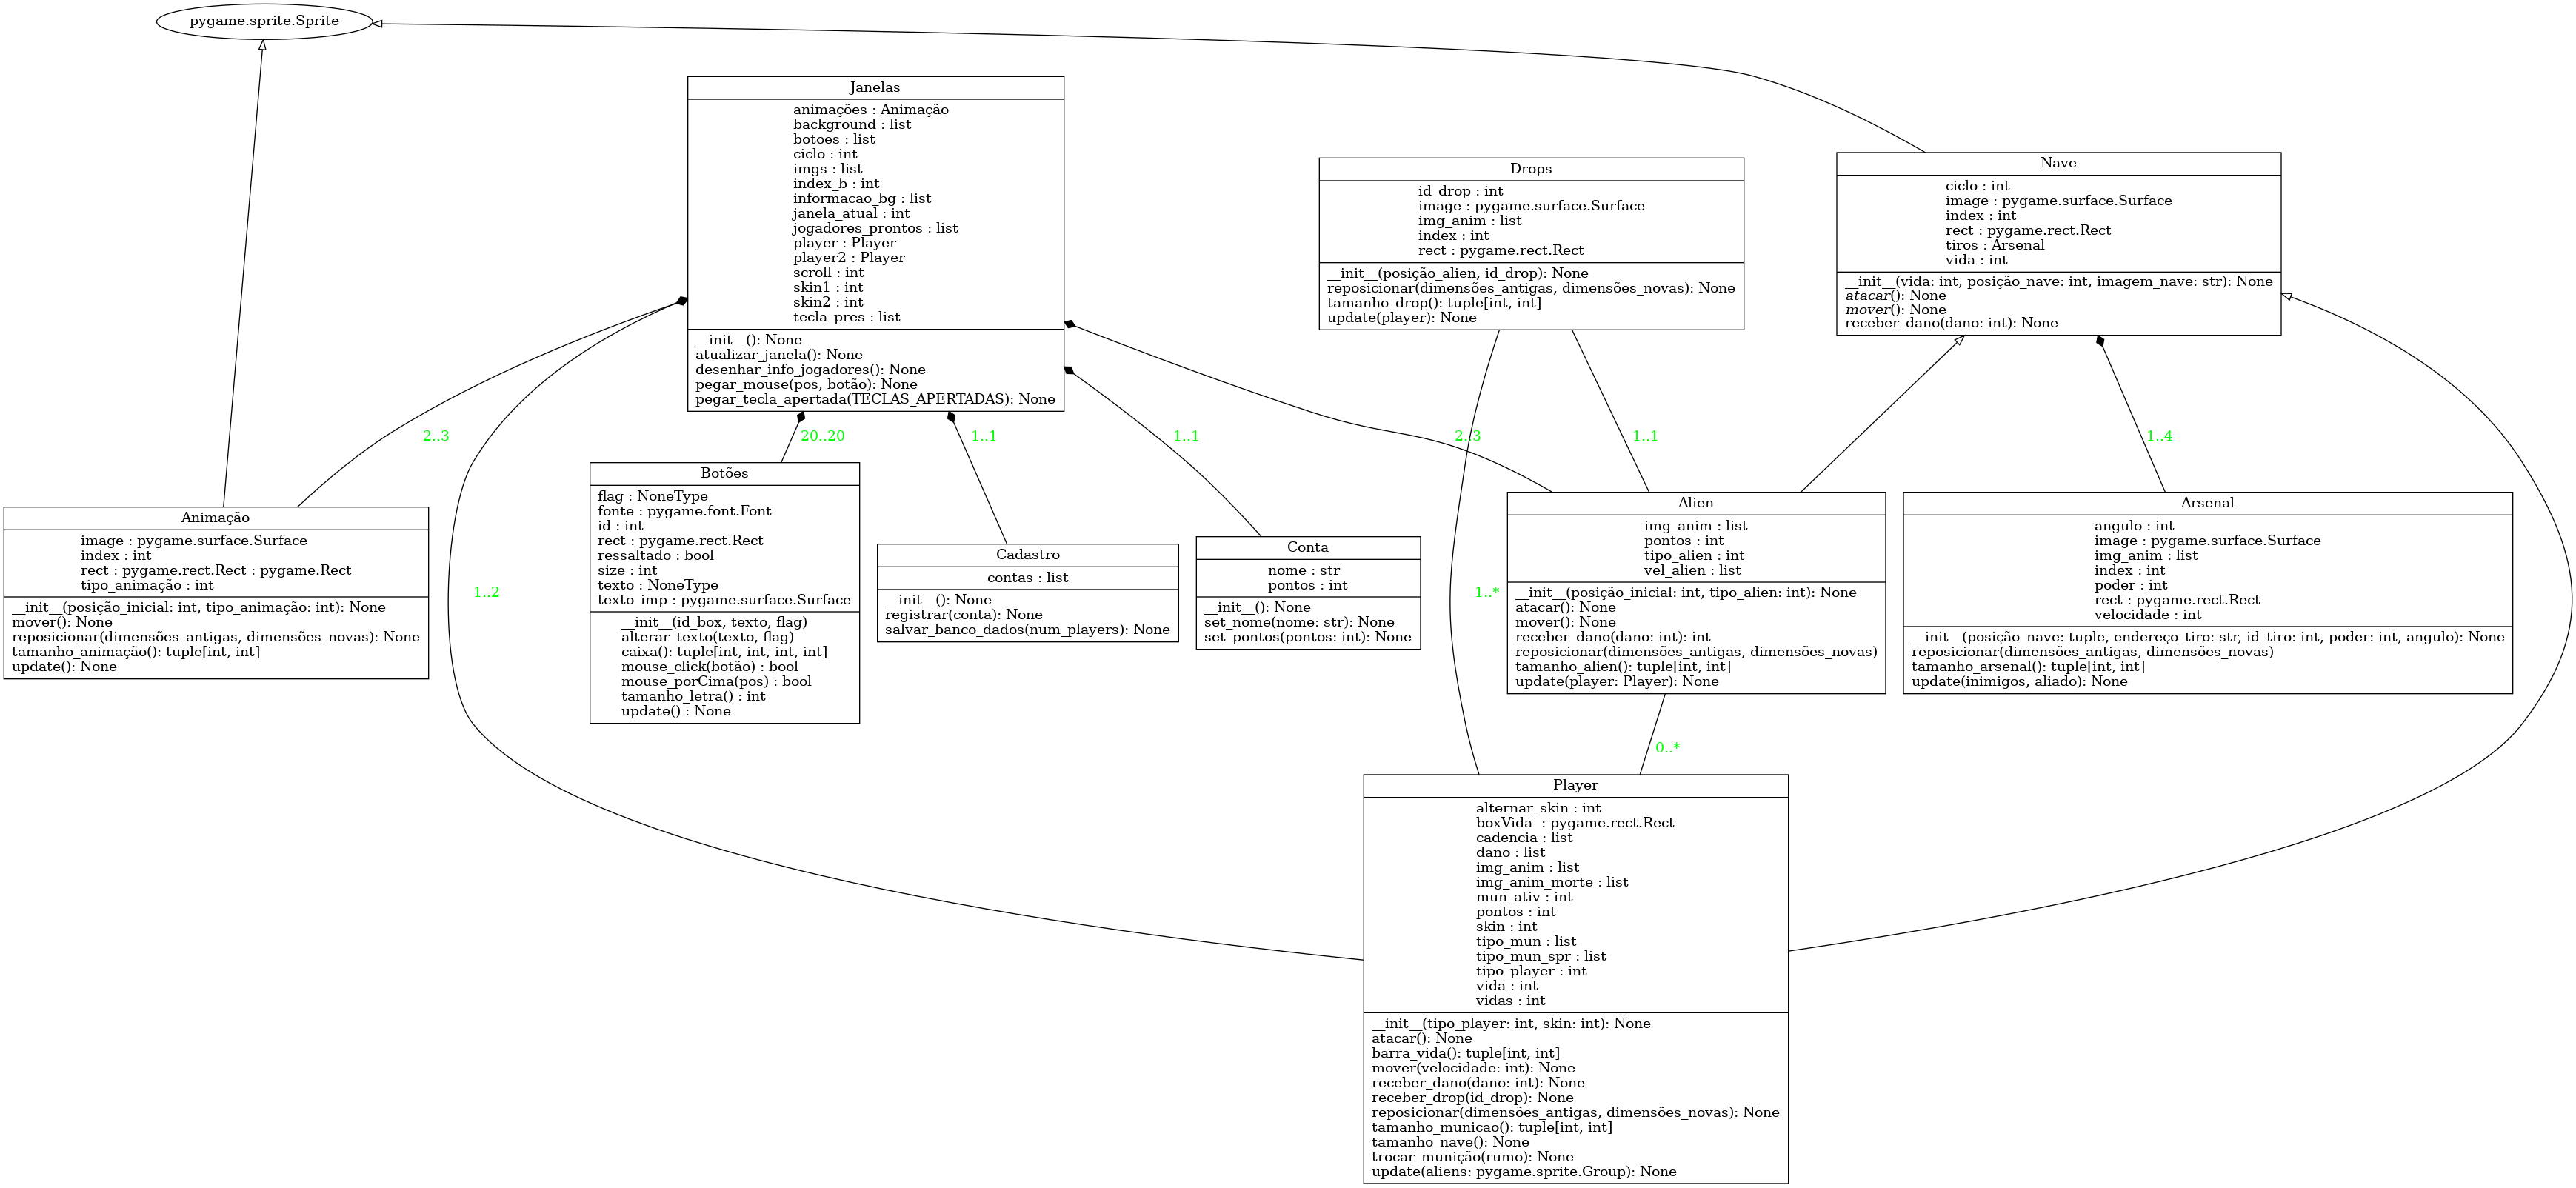 pygame.sprite.Sprite
Janelas
animações : Animação
background : list
botoes : list
ciclo : int
imgs : list
index_b : int
informacao_bg : list
janela_atual : int
jogadores_prontos : list
player : Player
player2 : Player
scroll : int
skin1 : int
skin2 : int
tecla_pres : list
__init__(): None
atualizar_janela(): None
desenhar_info_jogadores(): None
pegar_mouse(pos, botão): None
pegar_tecla_apertada(TECLAS_APERTADAS): None
Drops
id_drop : int
image : pygame.surface.Surface
img_anim : list
index : int
rect : pygame.rect.Rect
__init__(posição_alien, id_drop): None
reposicionar(dimensões_antigas, dimensões_novas): None
tamanho_drop(): tuple[int, int]
update(player): None
Nave
ciclo : int
image : pygame.surface.Surface
index : int
rect : pygame.rect.Rect
tiros : Arsenal
vida : int
__init__(vida: int, posição_nave: int, imagem_nave: str): None
atacar(): None
mover(): None
receber_dano(dano: int): None
2..3
20..20
1..1
1..1
2..3
1..1
1..4
Animação
image : pygame.surface.Surface
index : int
rect : pygame.rect.Rect : pygame.Rect
tipo_animação : int
__init__(posição_inicial: int, tipo_animação: int): None
mover(): None
reposicionar(dimensões_antigas, dimensões_novas): None
tamanho_animação(): tuple[int, int]
update(): None
1..2
Botões
flag : NoneType
fonte : pygame.font.Font
id : int
rect : pygame.rect.Rect
ressaltado : bool
size : int
texto : NoneType
texto_imp : pygame.surface.Surface
__init__(id_box, texto, flag)
alterar_texto(texto, flag)
caixa(): tuple[int, int, int, int]
mouse_click(botão) : bool
mouse_porCima(pos) : bool
tamanho_letra() : int
update() : None
Cadastro
contas : list
__init__(): None
registrar(conta): None
salvar_banco_dados(num_players): None
Conta
nome : str
pontos : int
__init__(): None
set_nome(nome: str): None
set_pontos(pontos: int): None
1..*
Alien
img_anim : list
pontos : int
tipo_alien : int
vel_alien : list
__init__(posição_inicial: int, tipo_alien: int): None
atacar(): None
mover(): None
receber_dano(dano: int): int
reposicionar(dimensões_antigas, dimensões_novas)
tamanho_alien(): tuple[int, int]
update(player: Player): None
Arsenal
angulo : int
image : pygame.surface.Surface
img_anim : list
index : int
poder : int
rect : pygame.rect.Rect
velocidade : int
__init__(posição_nave: tuple, endereço_tiro: str, id_tiro: int, poder: int, angulo): None
reposicionar(dimensões_antigas, dimensões_novas)
tamanho_arsenal(): tuple[int, int]
update(inimigos, aliado): None
0..*
Player
alternar_skin : int
boxVida : pygame.rect.Rect
cadencia : list
dano : list
img_anim : list
img_anim_morte : list
mun_ativ : int
pontos : int
skin : int
tipo_mun : list
tipo_mun_spr : list
tipo_player : int
vida : int
vidas : int
__init__(tipo_player: int, skin: int): None
atacar(): None
barra_vida(): tuple[int, int]
mover(velocidade: int): None
receber_dano(dano: int): None
receber_drop(id_drop): None
reposicionar(dimensões_antigas, dimensões_novas): None
tamanho_municao(): tuple[int, int]
tamanho_nave(): None
trocar_munição(rumo): None
update(aliens: pygame.sprite.Group): None